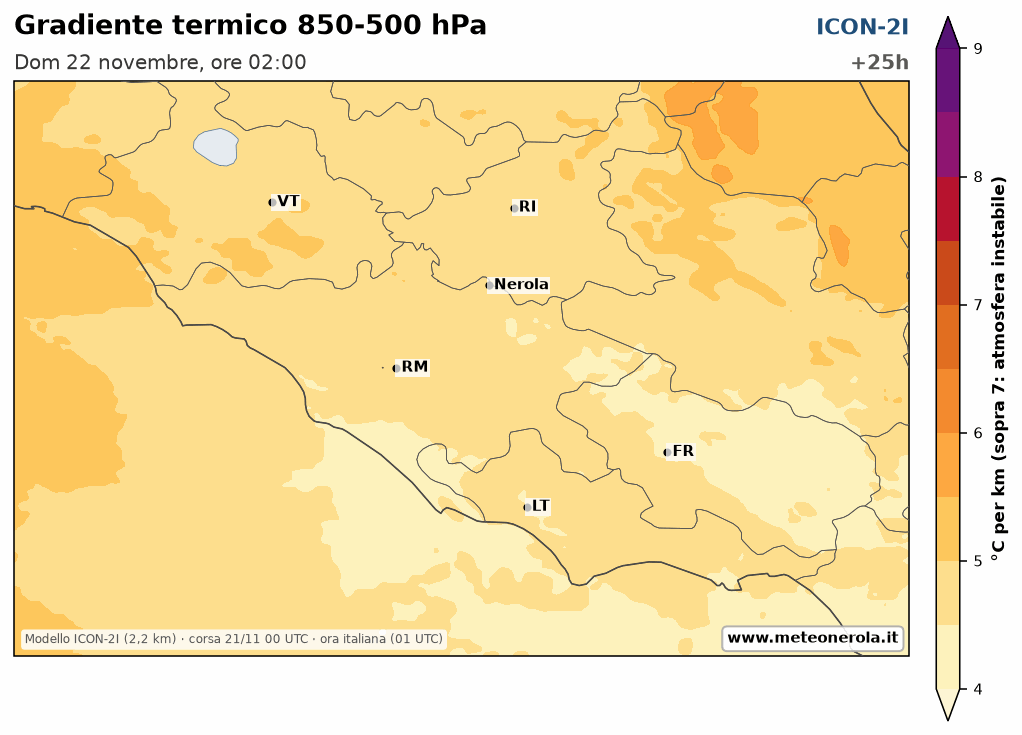 Gradiente termico 850-500 hPa
ICON-2I
Dom 22 novembre, ore 02:00
+25h
VT
RI
Nerola
RM
FR
LT
Modello ICON-2I (2,2 km) · corsa 21/11 00 UTC · ora italiana (01 UTC)
www.meteonerola.it
9
8
7
6
5
4
°C per km (sopra 7: atmosfera instabile)